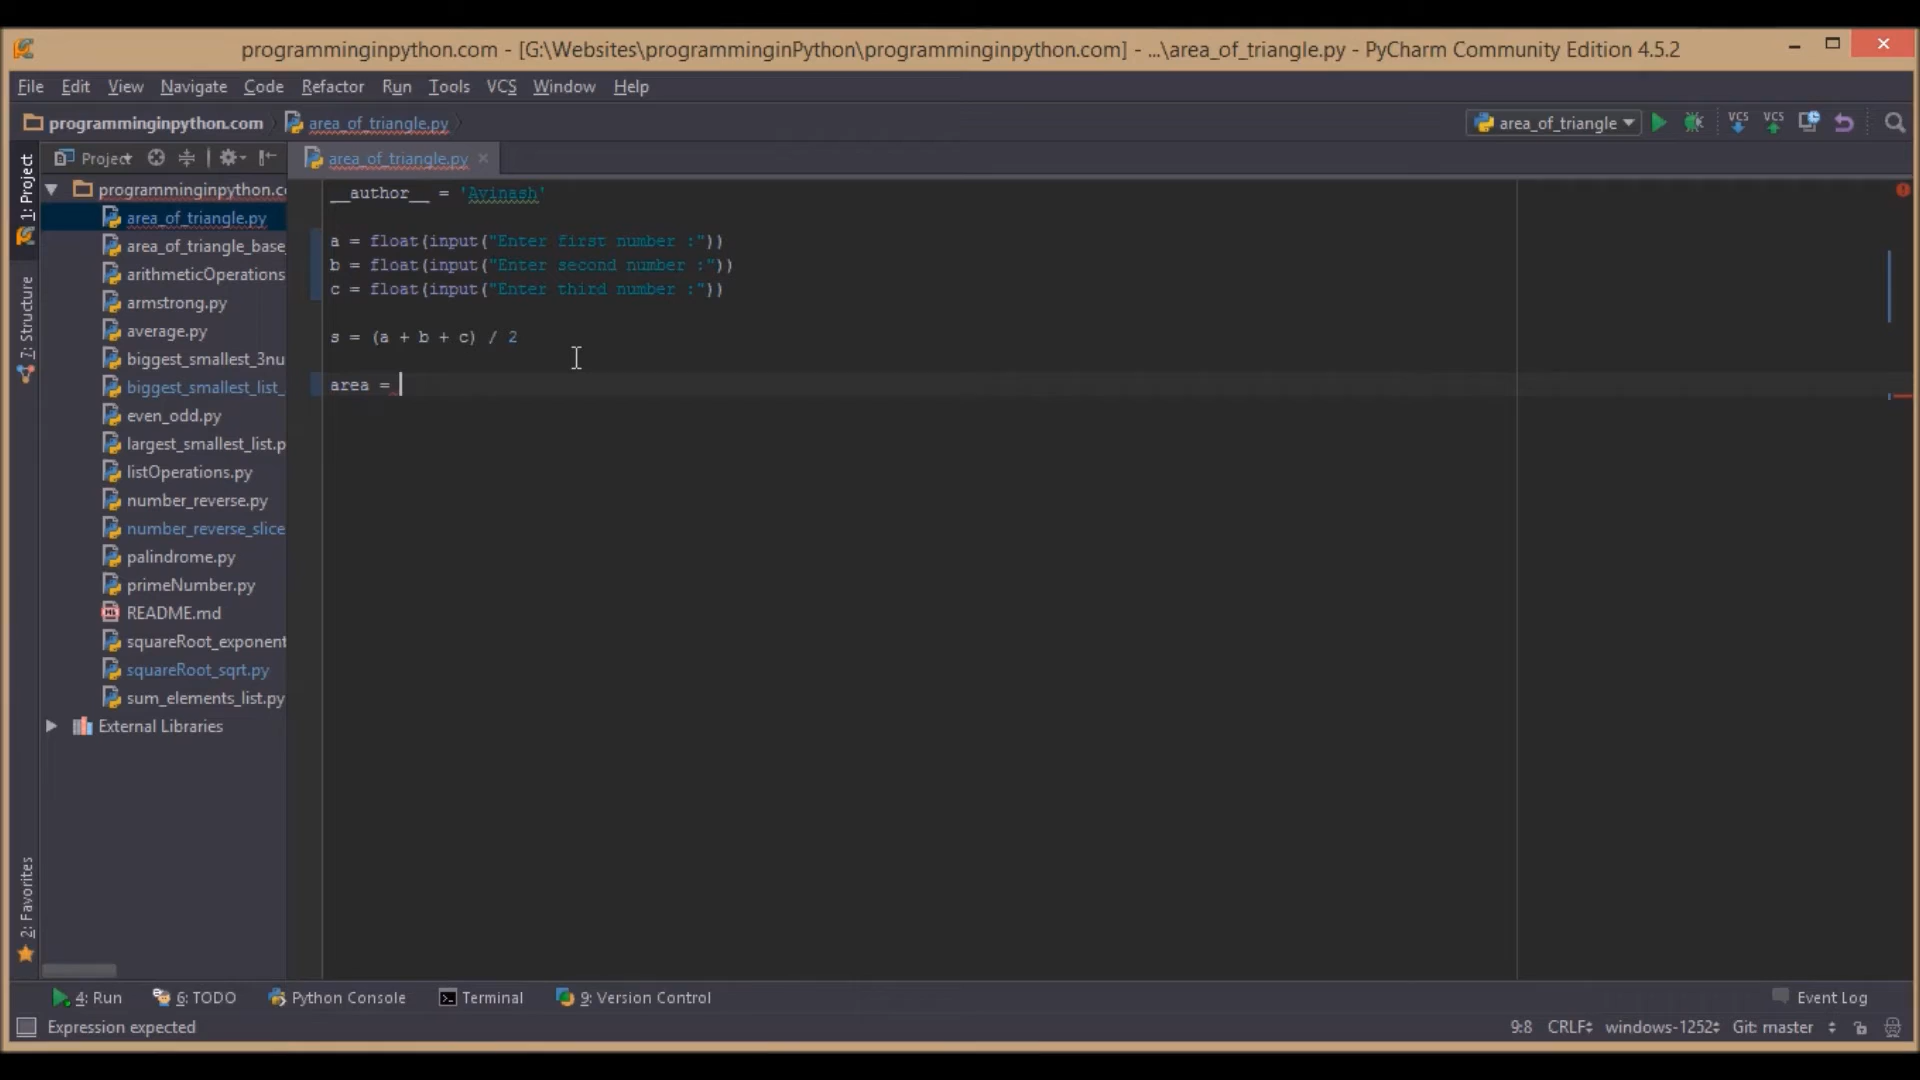 programminginpython.com - [G:\Websites\programminginPython\programminginpython.com] - ...\area_of_triangle.py - PyCharm Community Edition 4.5.2
File Edit View Navigate Code Refactor Run Tools VCS Window Help
programminginpython.com area_of_triangle.py area_of_triangle VCS VCS
Project area_of_triangle.py
1: Project
7: Structure
2: Favorites
programminginpython.c
area_of_triangle.py
area_of_triangle_base
arithmeticOperations
armstrong.py
average.py
biggest_smallest_3nu
biggest_smallest_list_
even_odd.py
largest_smallest_list.p
listOperations.py
number_reverse.py
number_reverse_slice
palindrome.py
primeNumber.py
README.md
squareRoot_exponent
squareRoot_sqrt.py
sum_elements_list.py
External Libraries
__author__ = 'Avinash'
a = float(input("Enter first number :"))
b = float(input("Enter second number :"))
c = float(input("Enter third number :"))
s = (a + b + c) / 2
area =
4: Run 6: TODO Python Console Terminal 9: Version Control Event Log
Expression expected 9:8 CRLF windows-1252 Git: master